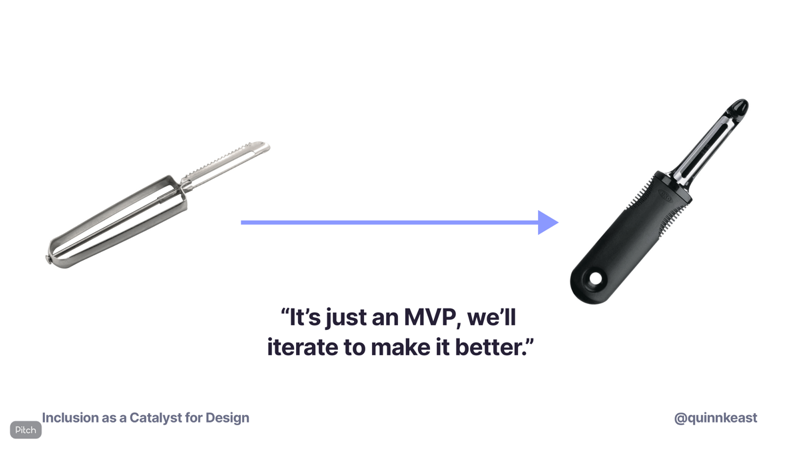 “It’s just an MVP, we’ll
iterate to make it better.”
Inclusion as a Catalyst for Design
@quinnkeast
Pitch